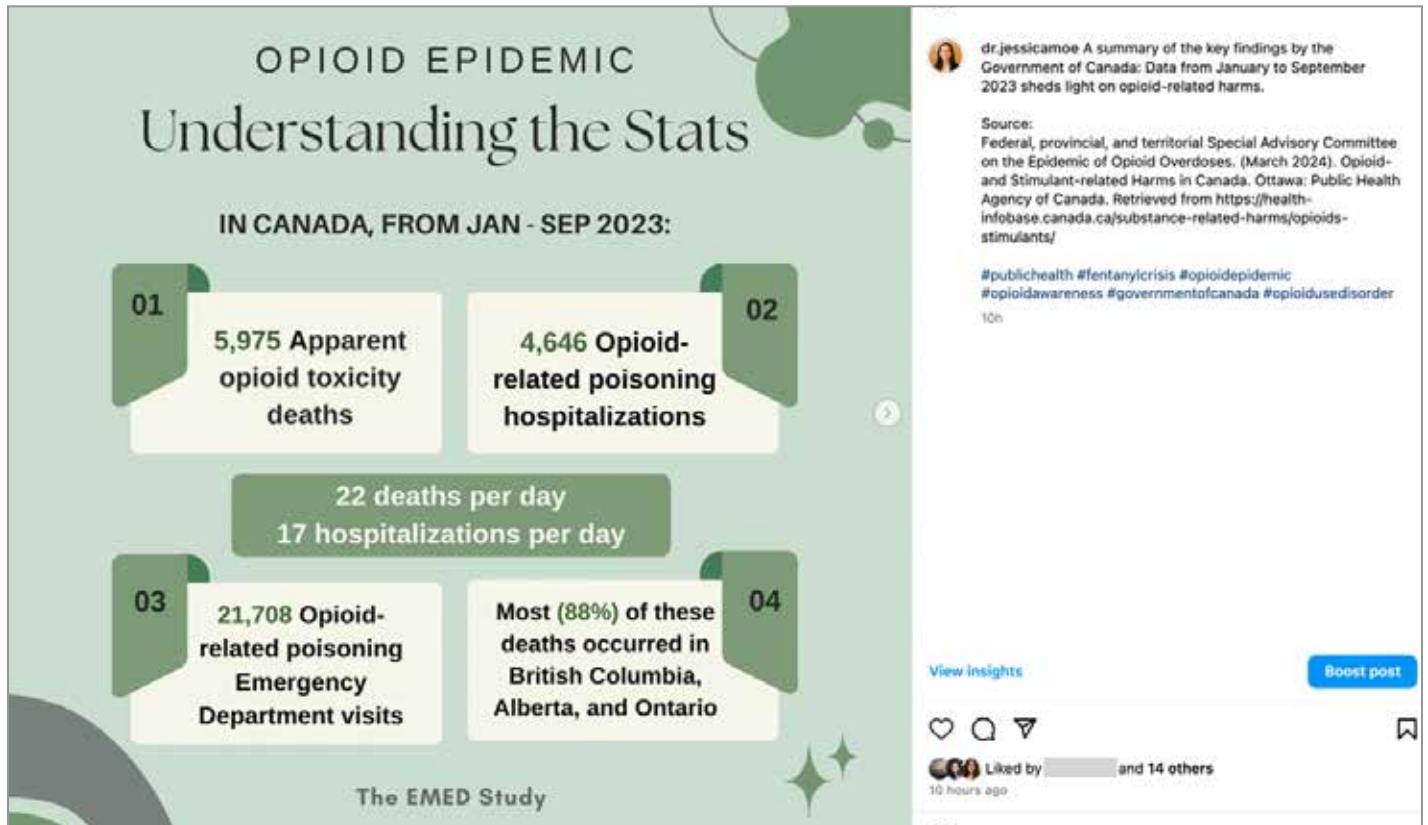 OPIOID EPIDEMIC
Understanding the Stats
IN CANADA, FROM JAN - SEP 2023:
01
5,975 Apparent
opioid toxicity
deaths
02
4,646 Opioid-
related poisoning
hospitalizations
22 deaths per day
17 hospitalizations per day
03
21,708 Opioid-
related poisoning
Emergency
Department visits
04
Most (88%) of these
deaths occurred in
British Columbia,
Alberta, and Ontario
The EMED Study
dr.jessicamoe A summary of the key findings by the
Government of Canada: Data from January to September
2023 sheds light on opioid-related harms.
Source:
Federal, provincial, and territorial Special Advisory Committee
on the Epidemic of Opioid Overdoses. (March 2024). Opioid-
and Stimulant-related Harms in Canada. Ottawa: Public Health
Agency of Canada. Retrieved from https://health-
infobase.canada.ca/substance-related-harms/opioids-
stimulants/
#publichealth #fentanylcrisis #opioidepidemic
#opioidawareness #governmentofcanada #opioidusedisorder
10h
View insights
Boost post
Liked by and 14 others
10 hours ago